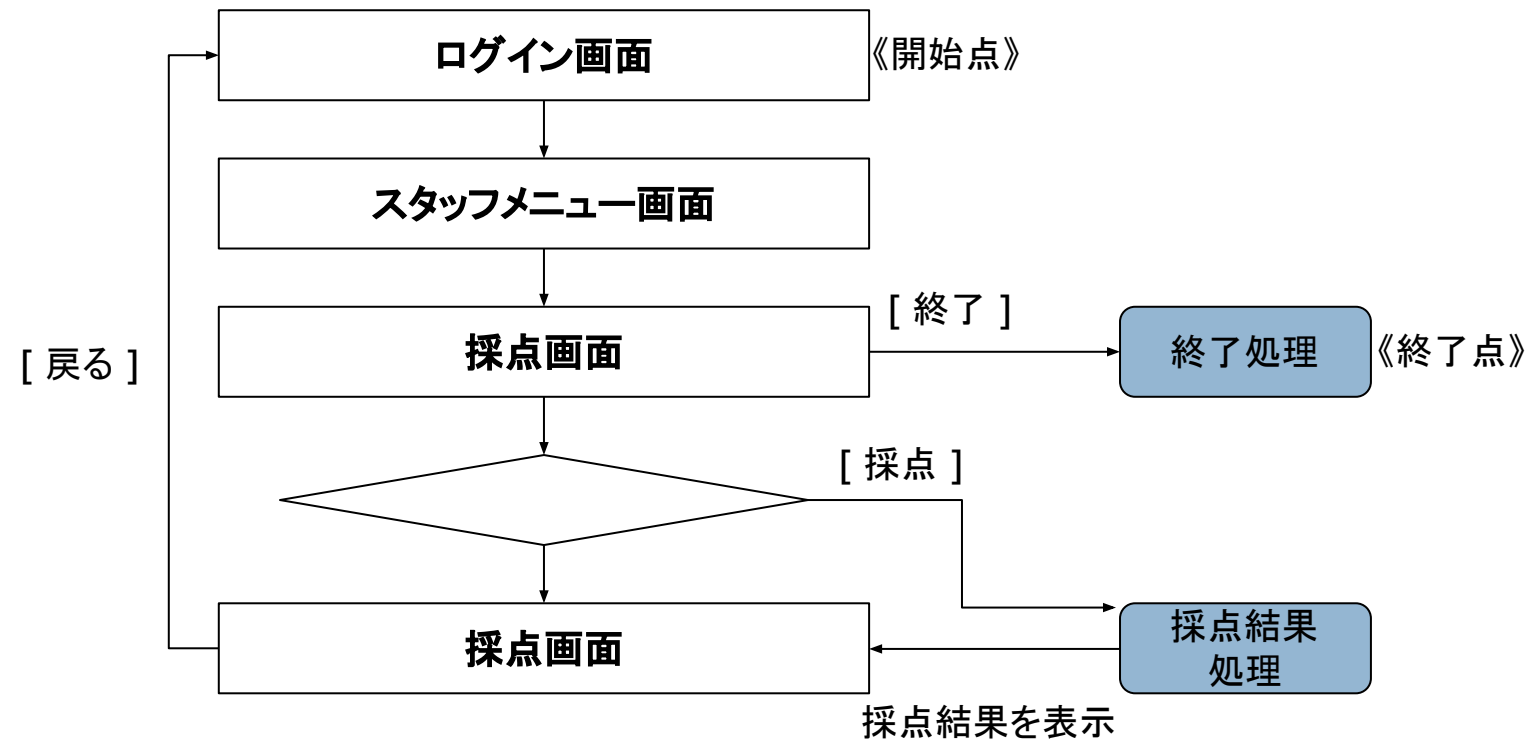 ログイン画面
《開始点》
スタッフメニュー画面
[ 終了 ]
採点画面
終了処理
《終了点》
[ 戻る ]
[ 採点 ]
採点画面
採点結果
処理
採点結果を表示